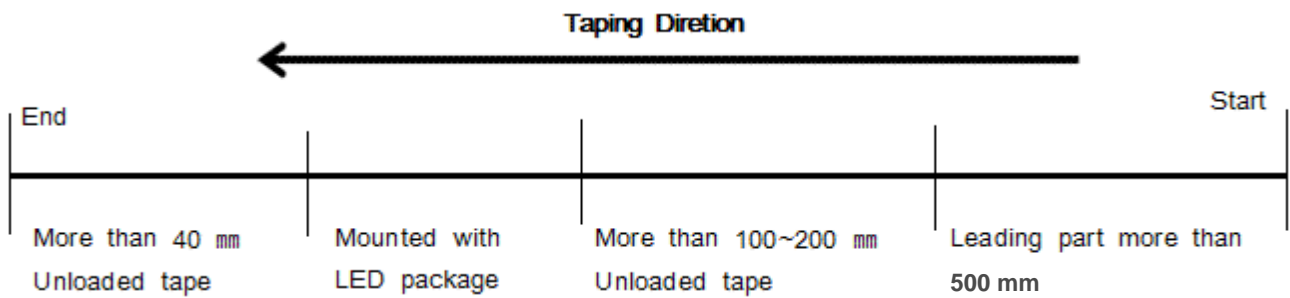 Taping Diretion
End
Start
More than 40 mm
Unloaded tape
Mounted with
LED package
More than 100~200 mm
Unloaded tape
Leading part more than
500 mm